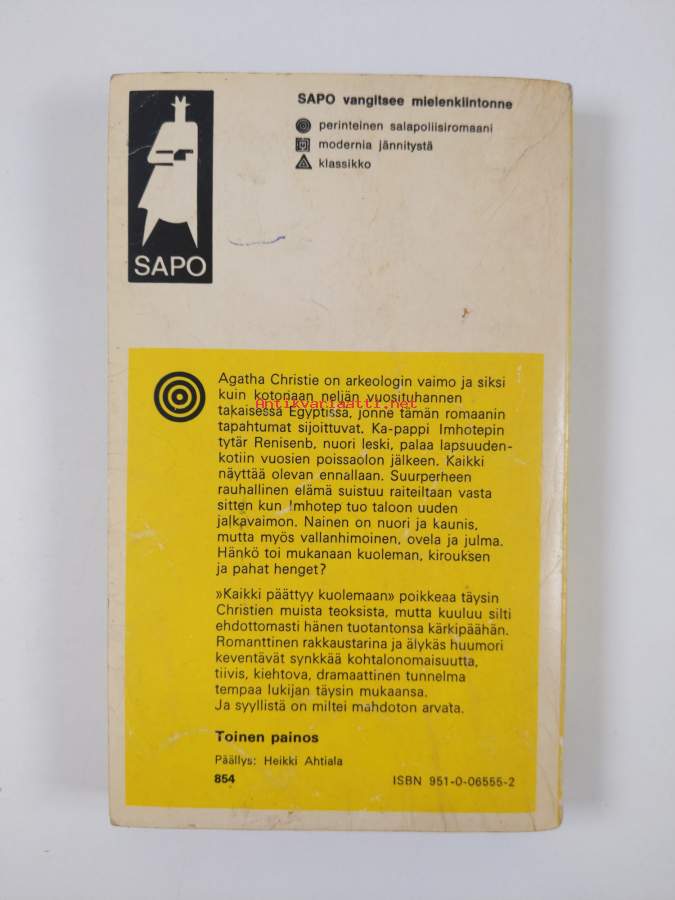 SAPO vangitsee mielenkiintonne
perinteinen salapoliisiromaani
modernia jännitystä
klassikko
SAPO
Agatha Christie on arkeologin vaimo ja siksi
kuin kotonaan neljän vuosituhannen
Antikvariaatti.net
takaisessa Egyptissä, jonne tämän romaanin
tapahtumat sijoittuvat. Ka-pappi Imhotepin
tytär Renisenb, nuori leski, palaa lapsuuden-
kotiin vuosien poissaolon jälkeen. Kaikki
näyttää olevan ennallaan. Suurperheen
rauhallinen elämä suistuu raiteiltaan vasta
sitten kun Imhotep tuo taloon uuden
jalkavaimon. Nainen on nuori ja kaunis,
mutta myös vallanhimoinen, ovela ja julma.
Hänkö toi mukanaan kuoleman, kirouksen
ja pahat henget?
»Kaikki päättyy kuolemaan» poikkeaa täysin
Christien muista teoksista, mutta kuuluu silti
ehdottomasti hänen tuotantonsa kärkipäähän.
Romanttinen rakkaustarina ja älykäs huumori
keventävät synkkää kohtalonomaisuutta,
tiivis, kiehtova, dramaattinen tunnelma
tempaa lukijan täysin mukaansa.
Ja syyllistä on miltei mahdoton arvata.
Toinen painos
Päällys: Heikki Ahtiala
854 ISBN 951-0-06555-2